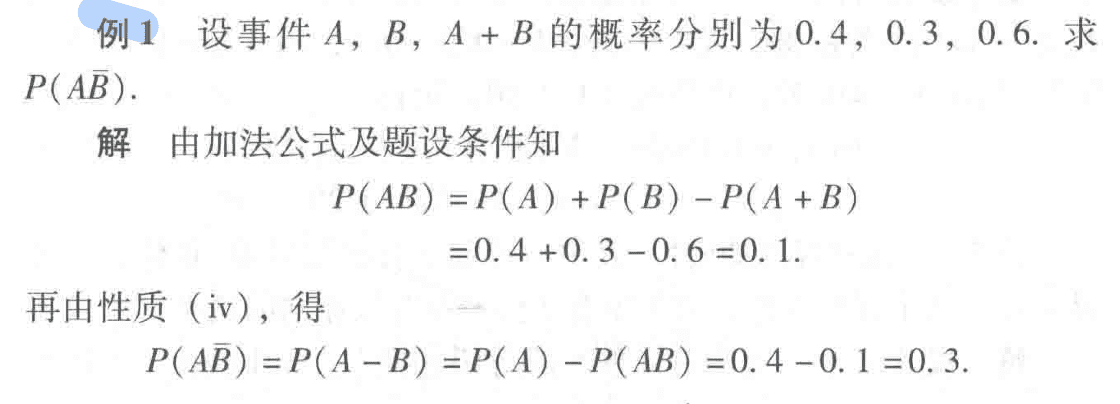 例1 设事件 A, B, A + B 的概率分别为 0.4, 0.3, 0.6. 求
P(AB̅).
解 由加法公式及题设条件知
P(AB) = P(A) + P(B) - P(A + B)
= 0.4 + 0.3 - 0.6 = 0.1.
再由性质 (iv), 得
P(AB̅) = P(A - B) = P(A) - P(AB) = 0.4 - 0.1 = 0.3.